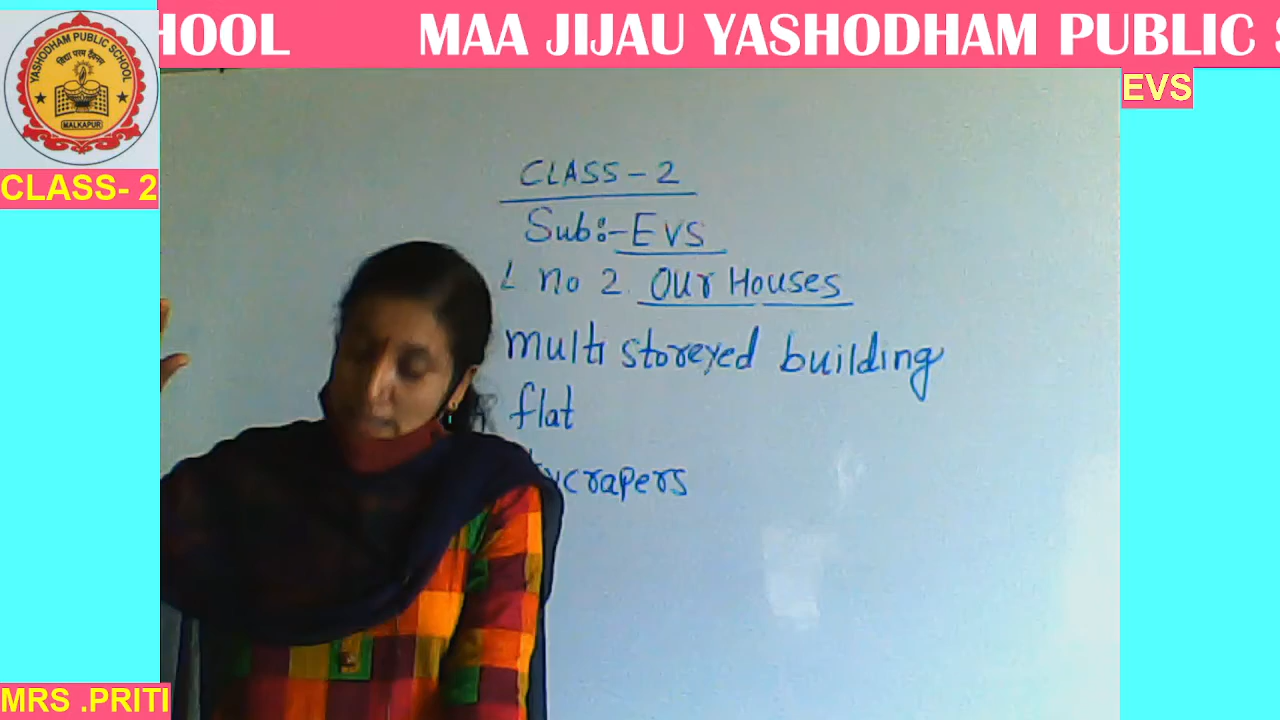 HOOL MAA JIJAU YASHODHAM PUBLIC S
YASHODHAM PUBLIC SCHOOL
MALKAPUR
EVS
CLASS- 2
CLASS - 2
Sub:- EVS
L no 2 Our Houses
multi storeyed building
flat
ycrapers
MRS .PRITI